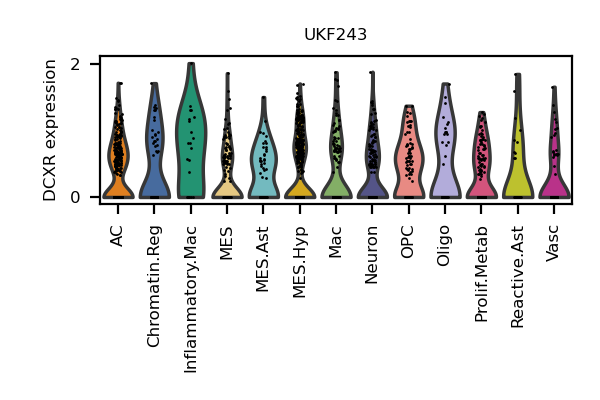 UKF243
DCXR expression
2
0
AC
Chromatin.Reg
Inflammatory.Mac
MES
MES.Ast
MES.Hyp
Mac
Neuron
OPC
Oligo
Prolif.Metab
Reactive.Ast
Vasc